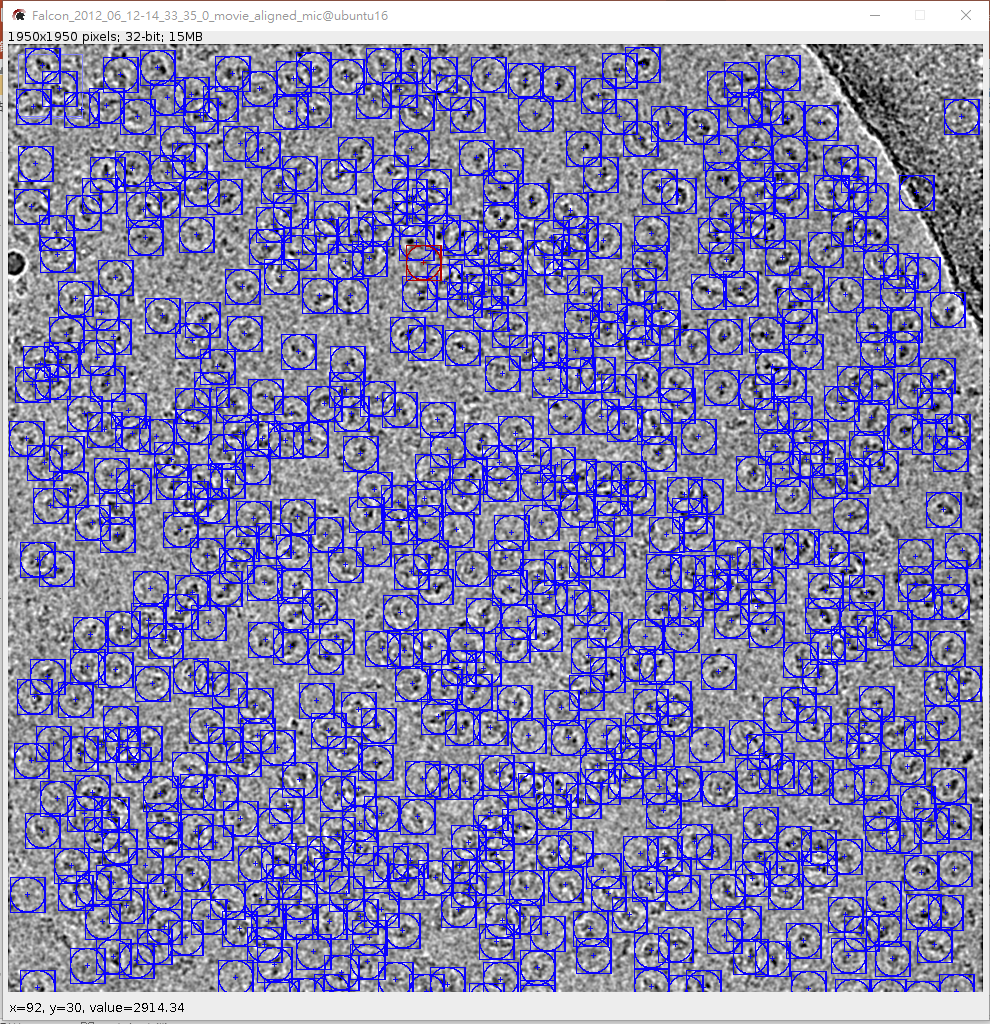 Falcon_2012_06_12-14_33_35_0_movie_aligned_mic@ubuntu16
1950x1950 pixels; 32-bit; 15MB
x=92, y=30, value=2914.34